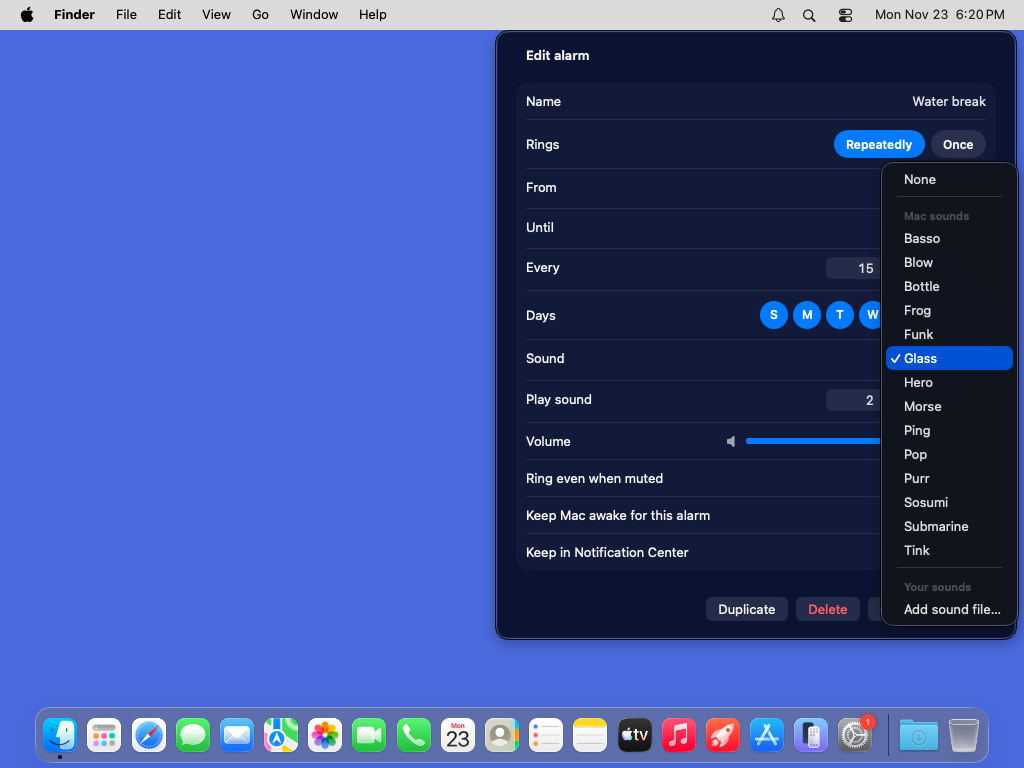 Finder File Edit View Go Window Help Mon Nov 23 6:20 PM
Edit alarm
Name Water break
Rings Repeatedly Once
From
Until
Every 15
Days S M T W
Sound
Play sound 2
Volume
Ring even when muted
Keep Mac awake for this alarm
Keep in Notification Center
Duplicate Delete
None
Mac sounds
Basso
Blow
Bottle
Frog
Funk
✓ Glass
Hero
Morse
Ping
Pop
Purr
Sosumi
Submarine
Tink
Your sounds
Add sound file...
Mon
23
tv
1